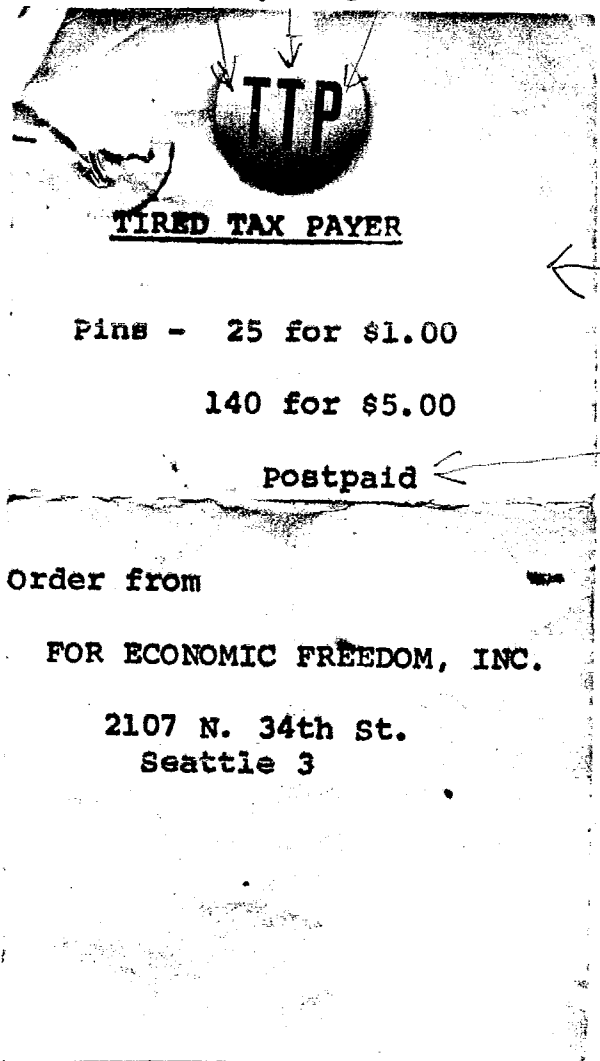 TTP
TIRED TAX PAYER
Pins - 25 for $1.00
140 for $5.00
Postpaid
Order from
FOR ECONOMIC FREEDOM, INC.
2107 N. 34th St.
Seattle 3